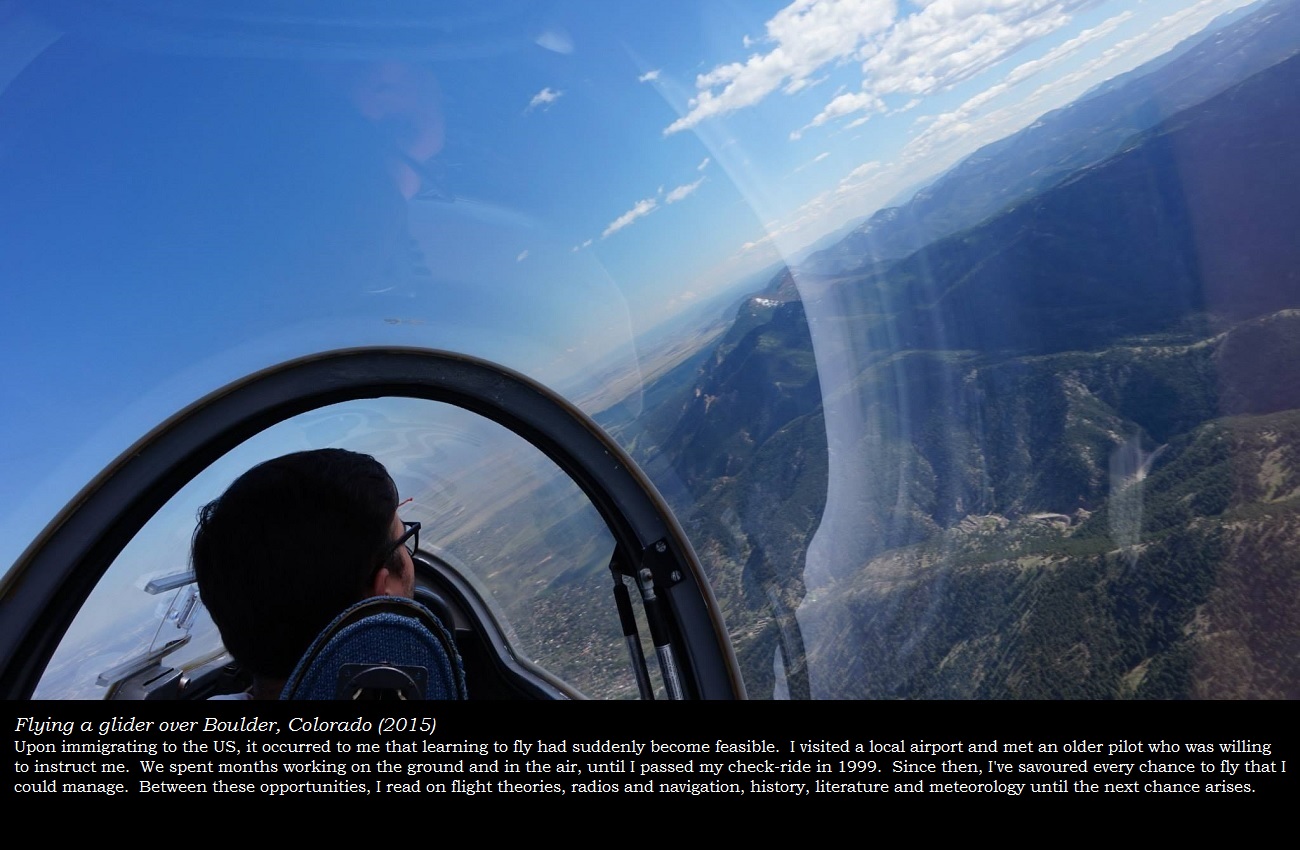 Flying a glider over Boulder, Colorado (2015)
Upon immigrating to the US, it occurred to me that learning to fly had suddenly become feasible.  I visited a local airport and met an older pilot who was willing
to instruct me.  We spent months working on the ground and in the air, until I passed my check-ride in 1999.  Since then, I've savoured every chance to fly that I
could manage.  Between these opportunities, I read on flight theories, radios and navigation, history, literature and meteorology until the next chance arises.